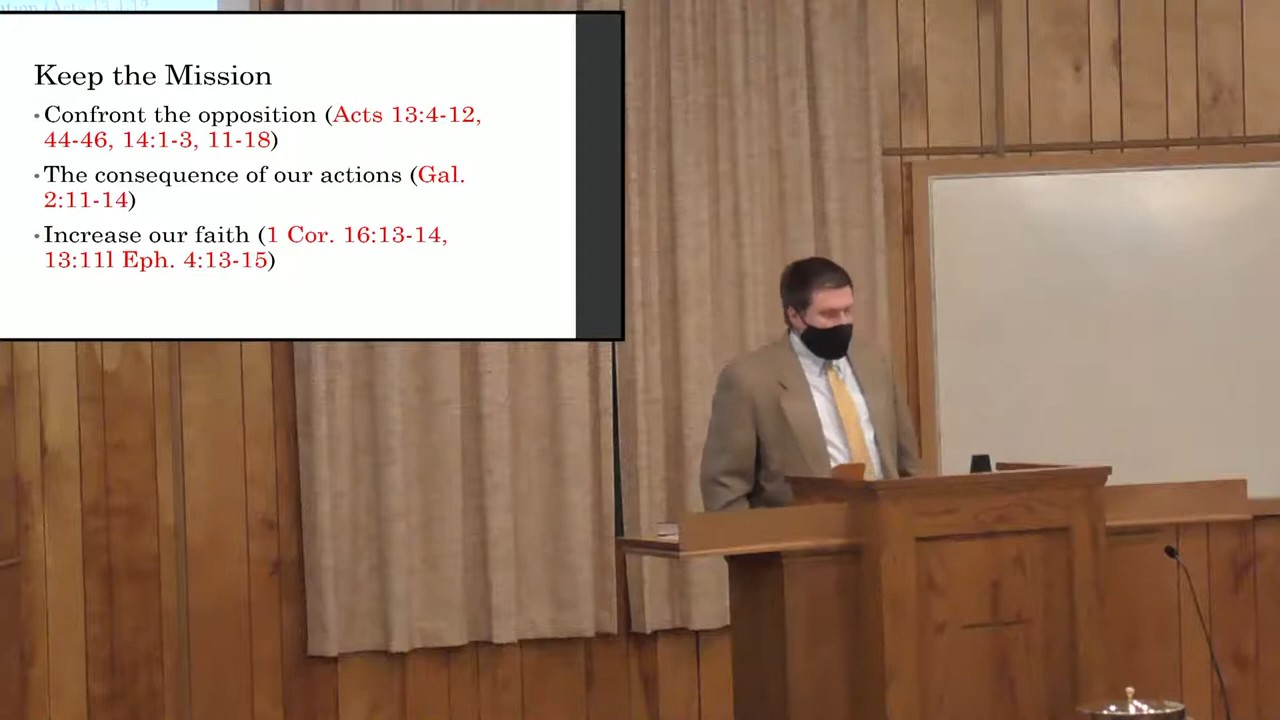 Keep the Mission
•Confront the opposition (Acts 13:4-12,
44-46, 14:1-3, 11-18)
•The consequence of our actions (Gal.
2:11-14)
•Increase our faith (1 Cor. 16:13-14,
13:11l Eph. 4:13-15)